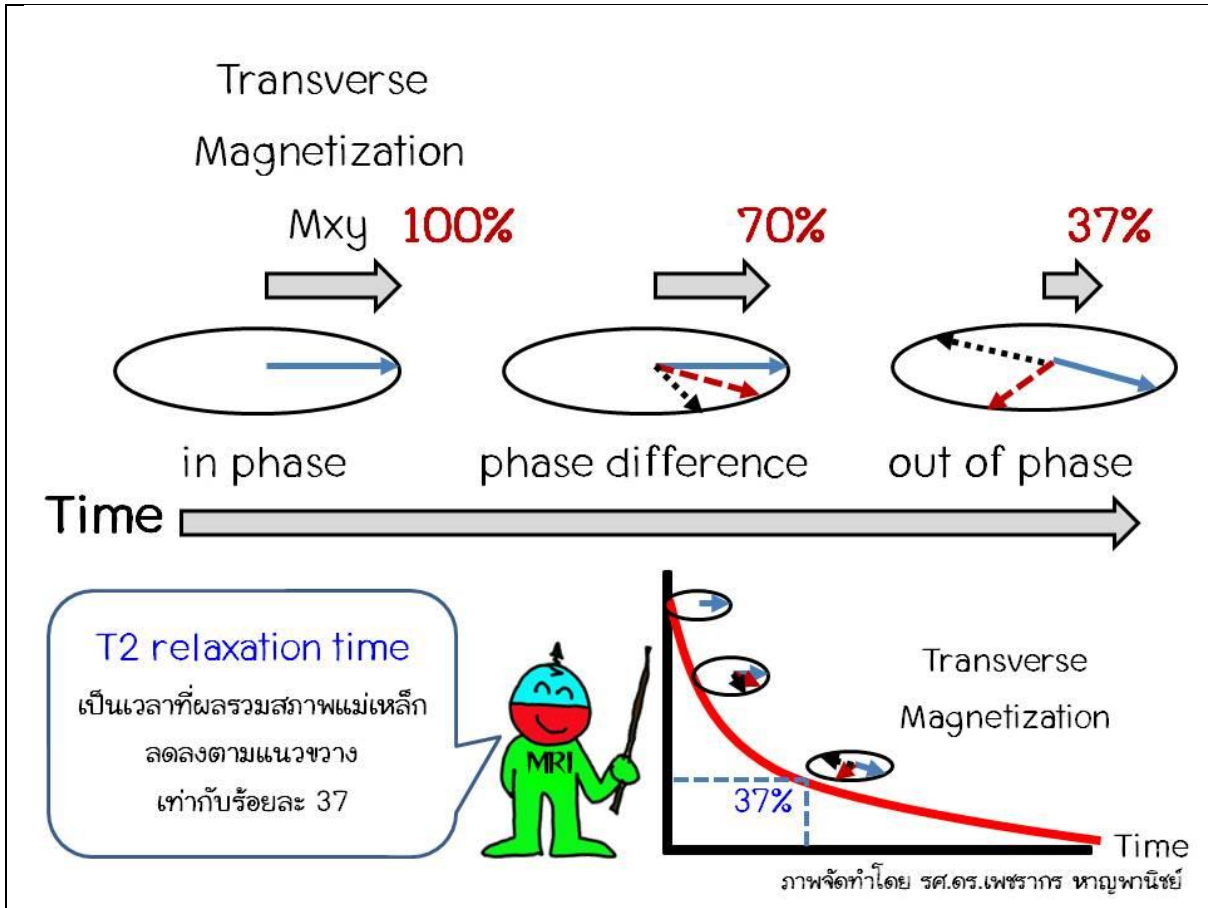 Transverse
Magnetization
Mxy 100% 70% 37%
in phase phase difference out of phase
Time
T2 relaxation time
เป็นเวลาที่ผลรวมสภาพแม่เหล็ก
ลดลงตามแนวขวาง
เท่ากับร้อยละ 37
MRI
Transverse
Magnetization
37%
Time
ภาพจัดทำโดย รศ.ดร.เพชรากร หาญพานิชย์